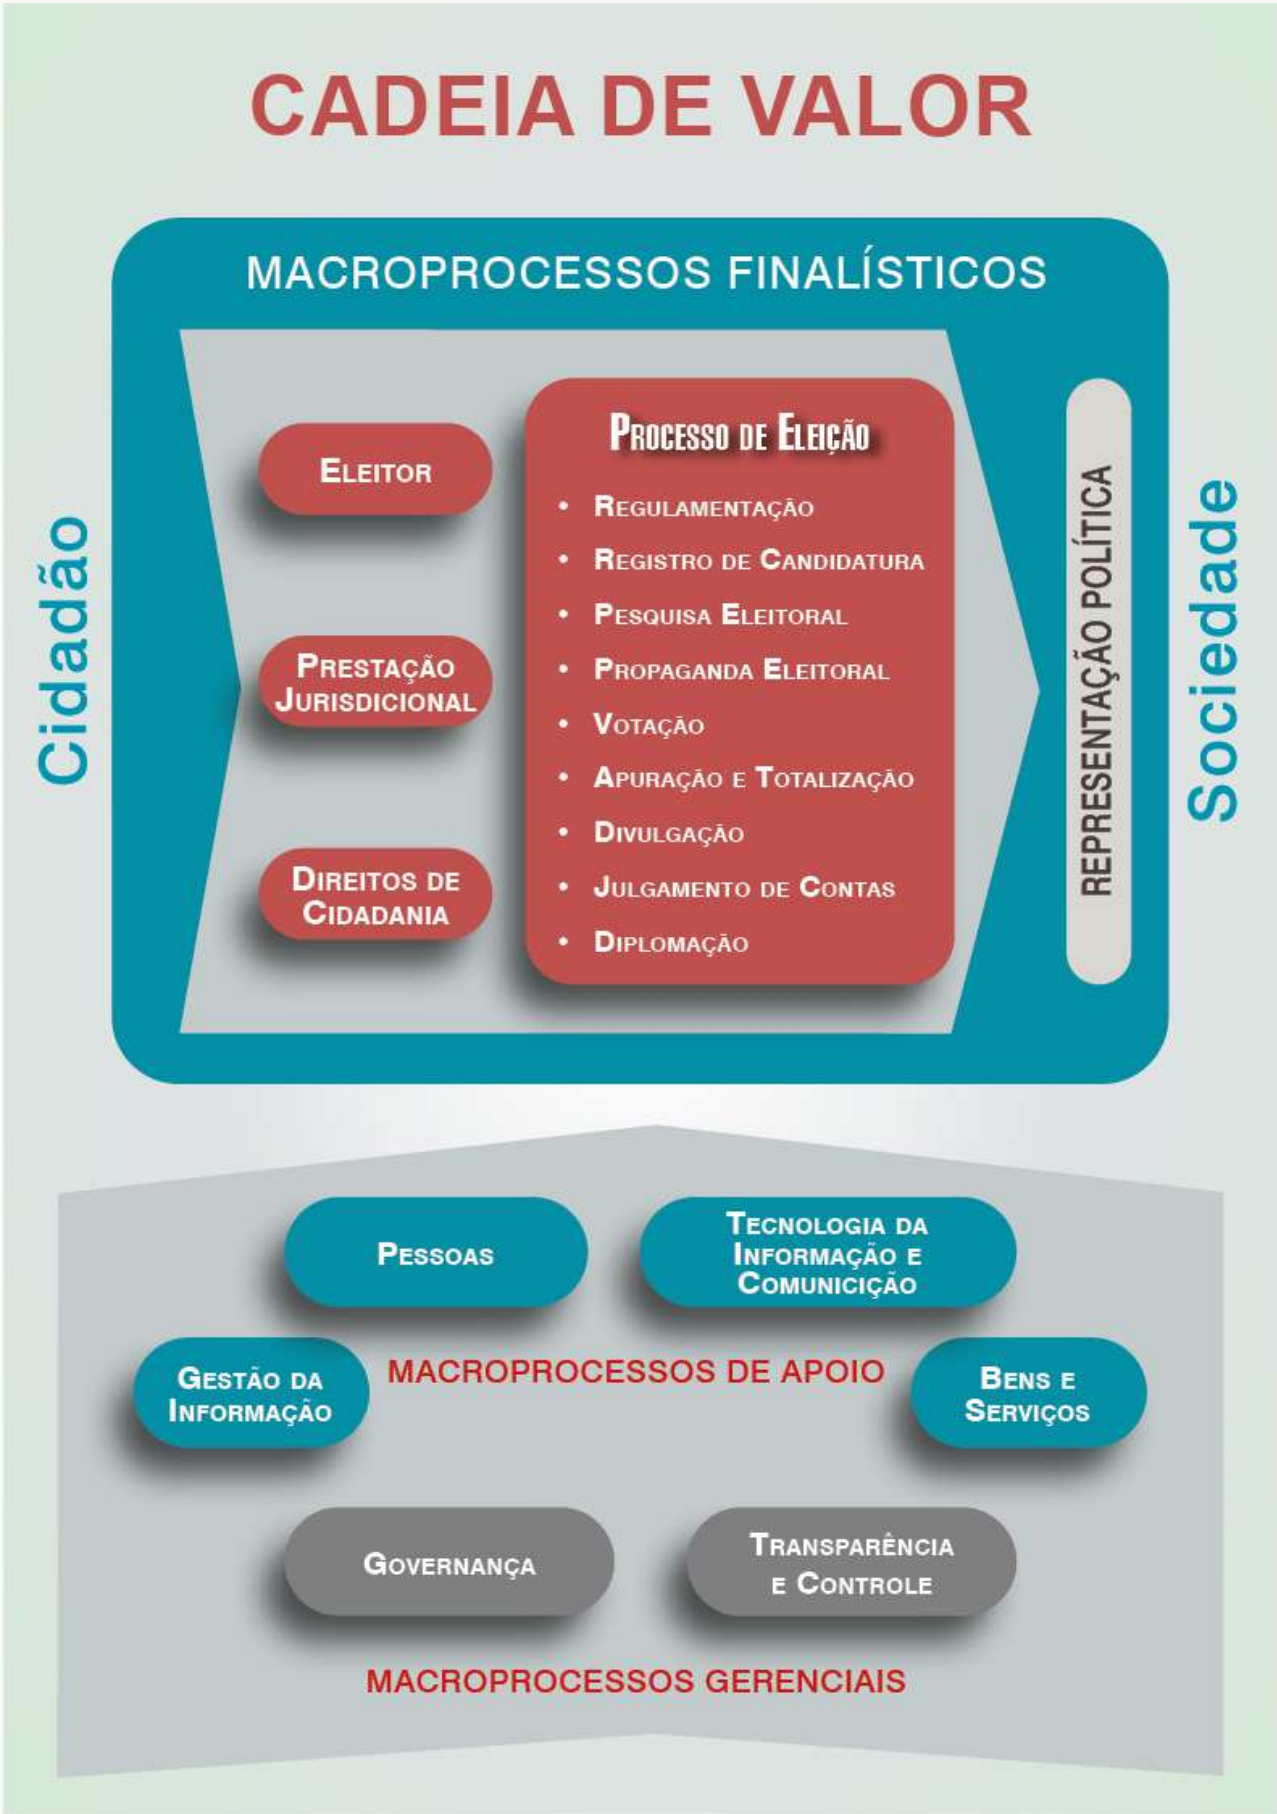 CADEIA DE VALOR
MACROPROCESSOS FINALÍSTICOS
Cidadão
ELEITOR
PRESTAÇÃO
JURISDICIONAL
DIREITOS DE
CIDADANIA
PROCESSO DE ELEIÇÃO
• REGULAMENTAÇÃO
• REGISTRO DE CANDIDATURA
• PESQUISA ELEITORAL
• PROPAGANDA ELEITORAL
• VOTAÇÃO
• APURAÇÃO E TOTALIZAÇÃO
• DIVULGAÇÃO
• JULGAMENTO DE CONTAS
• DIPLOMAÇÃO
REPRESENTAÇÃO POLÍTICA
Sociedade
PESSOAS
TECNOLOGIA DA
INFORMAÇÃO E
COMUNICIÇÃO
GESTÃO DA
INFORMAÇÃO
MACROPROCESSOS DE APOIO
BENS E
SERVIÇOS
GOVERNANÇA
TRANSPARÊNCIA
E CONTROLE
MACROPROCESSOS GERENCIAIS